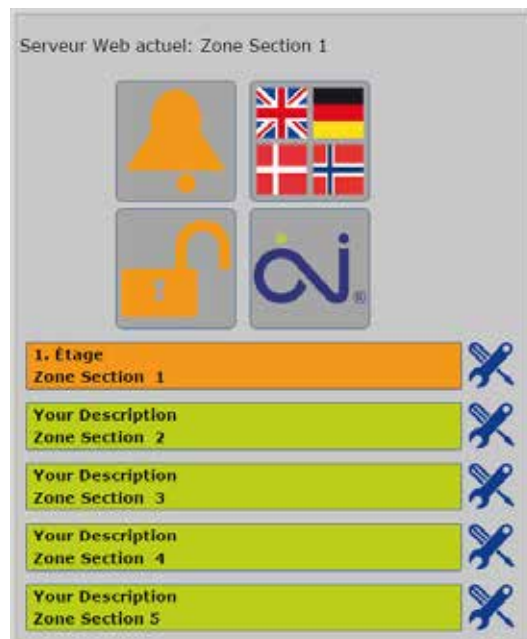 Serveur Web actuel: Zone Section 1
OJ®
1. Étage
Zone Section 1
Your Description
Zone Section 2
Your Description
Zone Section 3
Your Description
Zone Section 4
Your Description
Zone Section 5